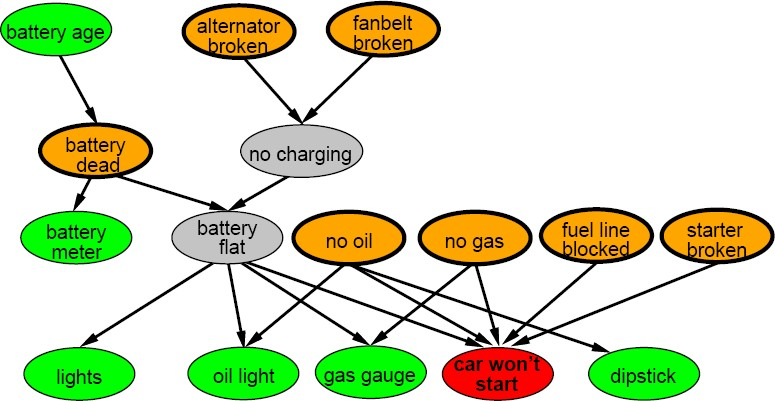 battery age
alternator
broken
fanbelt
broken
battery
dead
no charging
battery
meter
battery
flat
no oil
no gas
fuel line
blocked
starter
broken
lights
oil light
gas gauge
car won't
start
dipstick